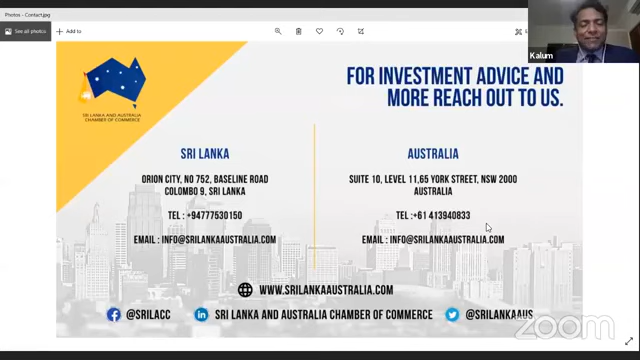 Photos - Contact.jpg
See all photos
Add to
Kalum
SRI LANKA AND AUSTRALIA
CHAMBER OF COMMERCE
FOR INVESTMENT ADVICE AND
MORE REACH OUT TO US.
SRI LANKA
ORION CITY, NO 752, BASELINE ROAD
COLOMBO 9, SRI LANKA
TEL : +94777530150
EMAIL : INFO@SRILANKAAUSTRALIA.COM
AUSTRALIA
SUITE 10, LEVEL 11,65 YORK STREET, NSW 2000
AUSTRALIA
TEL :+61 413940833
EMAIL : INFO@SRILANKAAUSTRALIA.COM
WWW.SRILANKAAUSTRALIA.COM
@SRILACC
SRI LANKA AND AUSTRALIA CHAMBER OF COMMERCE
@SRILANKAAUS
zoom